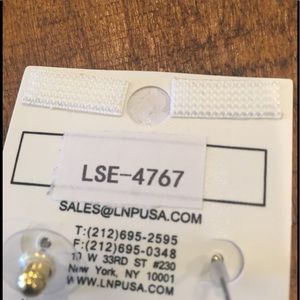 LSE-4767
SALES@LNPUSA.COM
T:(212)695-2595
F:(212)695-0348
10 W 33RD ST #230
New York, NY 10001
www.LNPUSA.COM